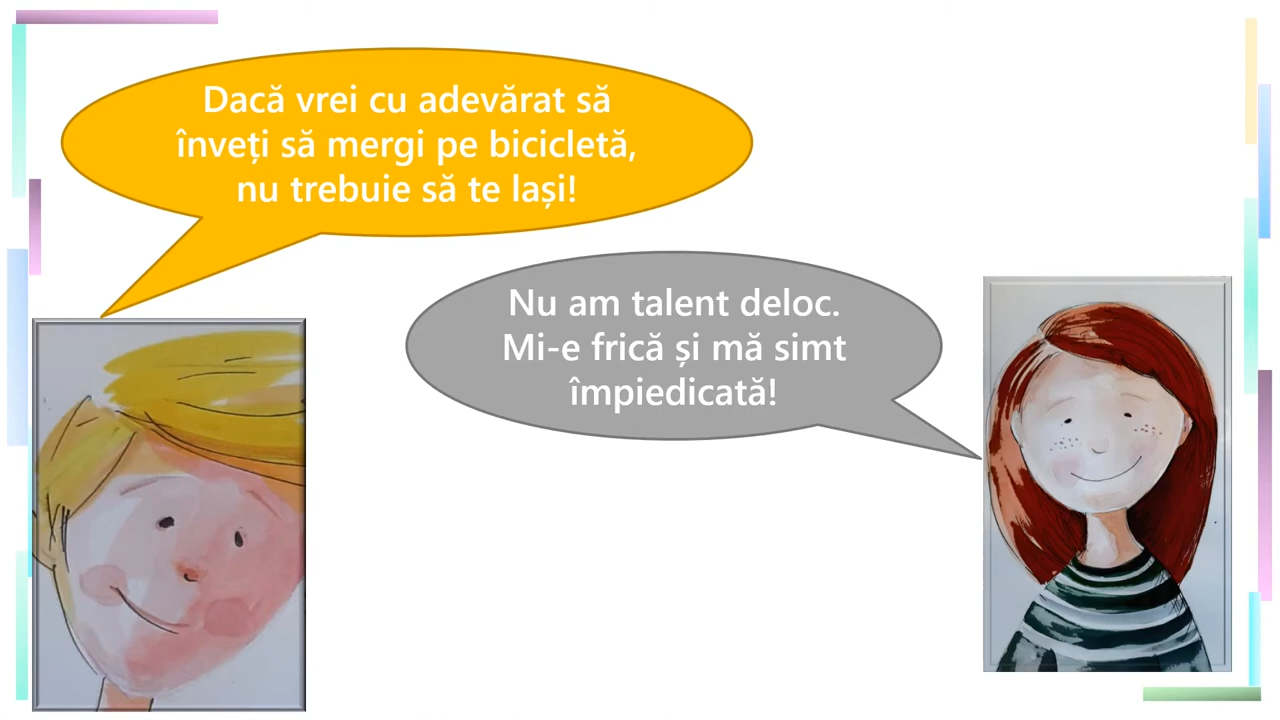 Dacă vrei cu adevărat să
înveți să mergi pe bicicletă,
nu trebuie să te lași!
Nu am talent deloc.
Mi-e frică și mă simt
împiedicată!